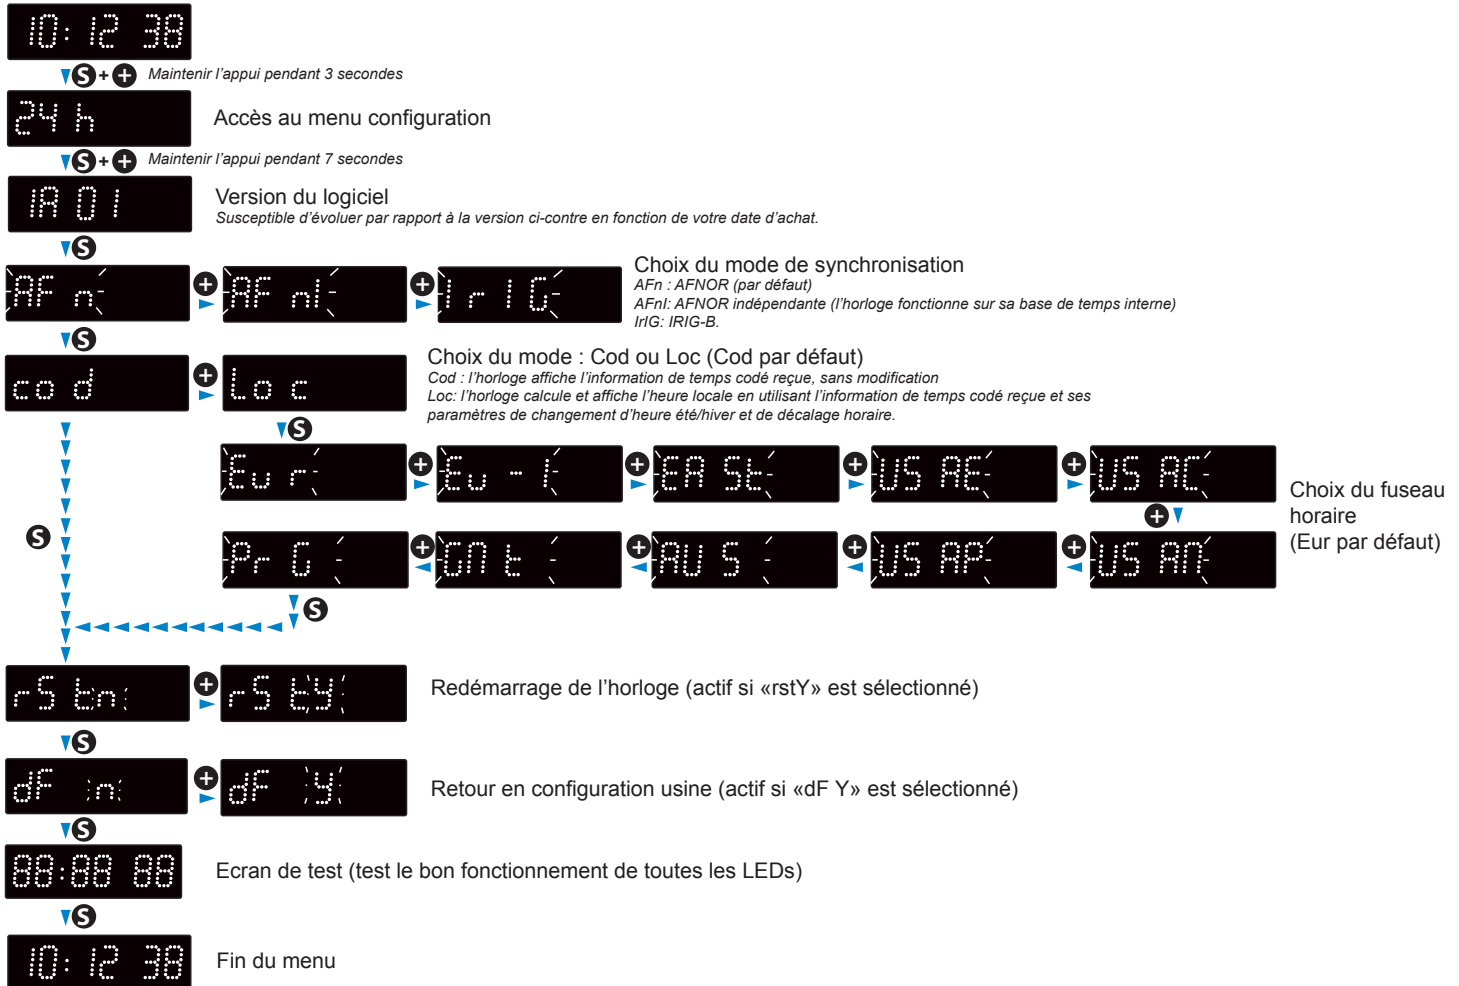 10: 12 38
S + + Maintenir l’appui pendant 3 secondes
24 h Accès au menu configuration
S + + Maintenir l’appui pendant 7 secondes
1A 01 Version du logiciel
Susceptible d’évoluer par rapport à la version ci-contre en fonction de votre date d’achat.
S
AF n + AF nI + Ir IG Choix du mode de synchronisation
AFn : AFNOR (par défaut)
AFnI: AFNOR indépendante (l’horloge fonctionne sur sa base de temps interne)
IrIG: IRIG-B.
S
co d + Lo c Choix du mode : Cod ou Loc (Cod par défaut)
Cod : l’horloge affiche l’information de temps codé reçue, sans modification
Loc: l’horloge calcule et affiche l’heure locale en utilisant l’information de temps codé reçue et ses
paramètres de changement d’heure été/hiver et de décalage horaire.
S
Eu r + Eu -1 + EA St + US AE + US AC
Choix du fuseau
horaire
(Eur par défaut)
+
S
Pr G + GM t + AU S + US AP + US AM
S
rS tn + rS tY Redémarrage de l’horloge (actif si «rstY» est sélectionné)
S
dF n + dF Y Retour en configuration usine (actif si «dF Y» est sélectionné)
S
88:88 88 Ecran de test (test le bon fonctionnement de toutes les LEDs)
S
10: 12 38 Fin du menu